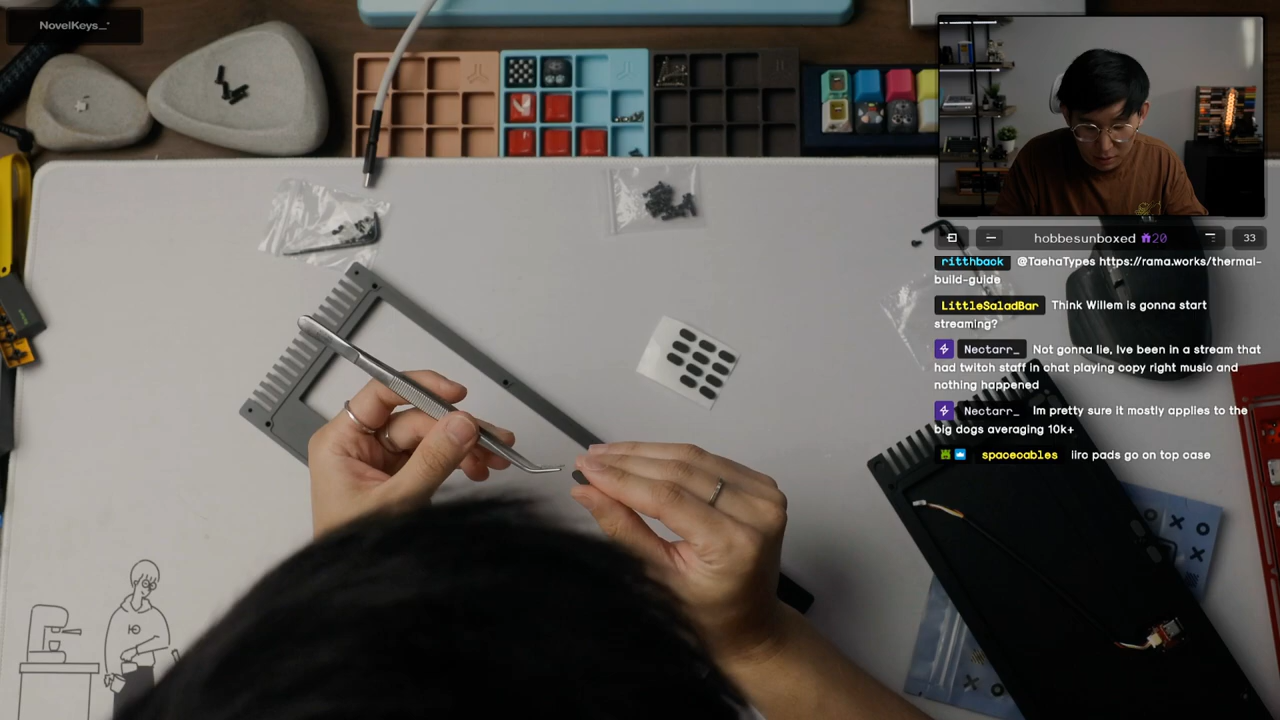 NovelKeys_®
hobbesunboxed 20
33
ritthback @TaehaTypes https://rama.works/thermal-
build-guide
LittleSaladBar Think Willem is gonna start
streaming?
Nectarr_ Not gonna lie, Ive been in a stream that
had twitch staff in chat playing copy right music and
nothing happened
Nectarr_ Im pretty sure it mostly applies to the
big dogs averaging 10k+
spacecables iirc pads go on top case